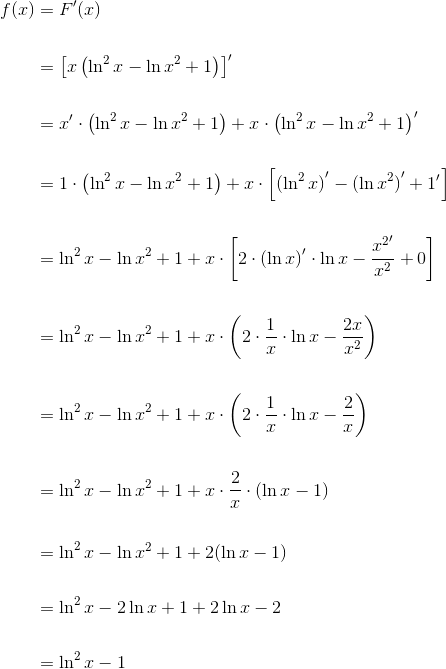 f(x) = F′(x)
= [x (ln² x − ln x² + 1)]′
= x′ · (ln² x − ln x² + 1) + x · (ln² x − ln x² + 1)′
= 1 · (ln² x − ln x² + 1) + x · [(ln² x)′ − (ln x²)′ + 1′]
= ln² x − ln x² + 1 + x · [2 · (ln x)′ · ln x − x²′/x² + 0]
= ln² x − ln x² + 1 + x · (2 · 1/x · ln x − 2x/x²)
= ln² x − ln x² + 1 + x · (2 · 1/x · ln x − 2/x)
= ln² x − ln x² + 1 + x · 2/x · (ln x − 1)
= ln² x − ln x² + 1 + 2(ln x − 1)
= ln² x − 2 ln x + 1 + 2 ln x − 2
= ln² x − 1